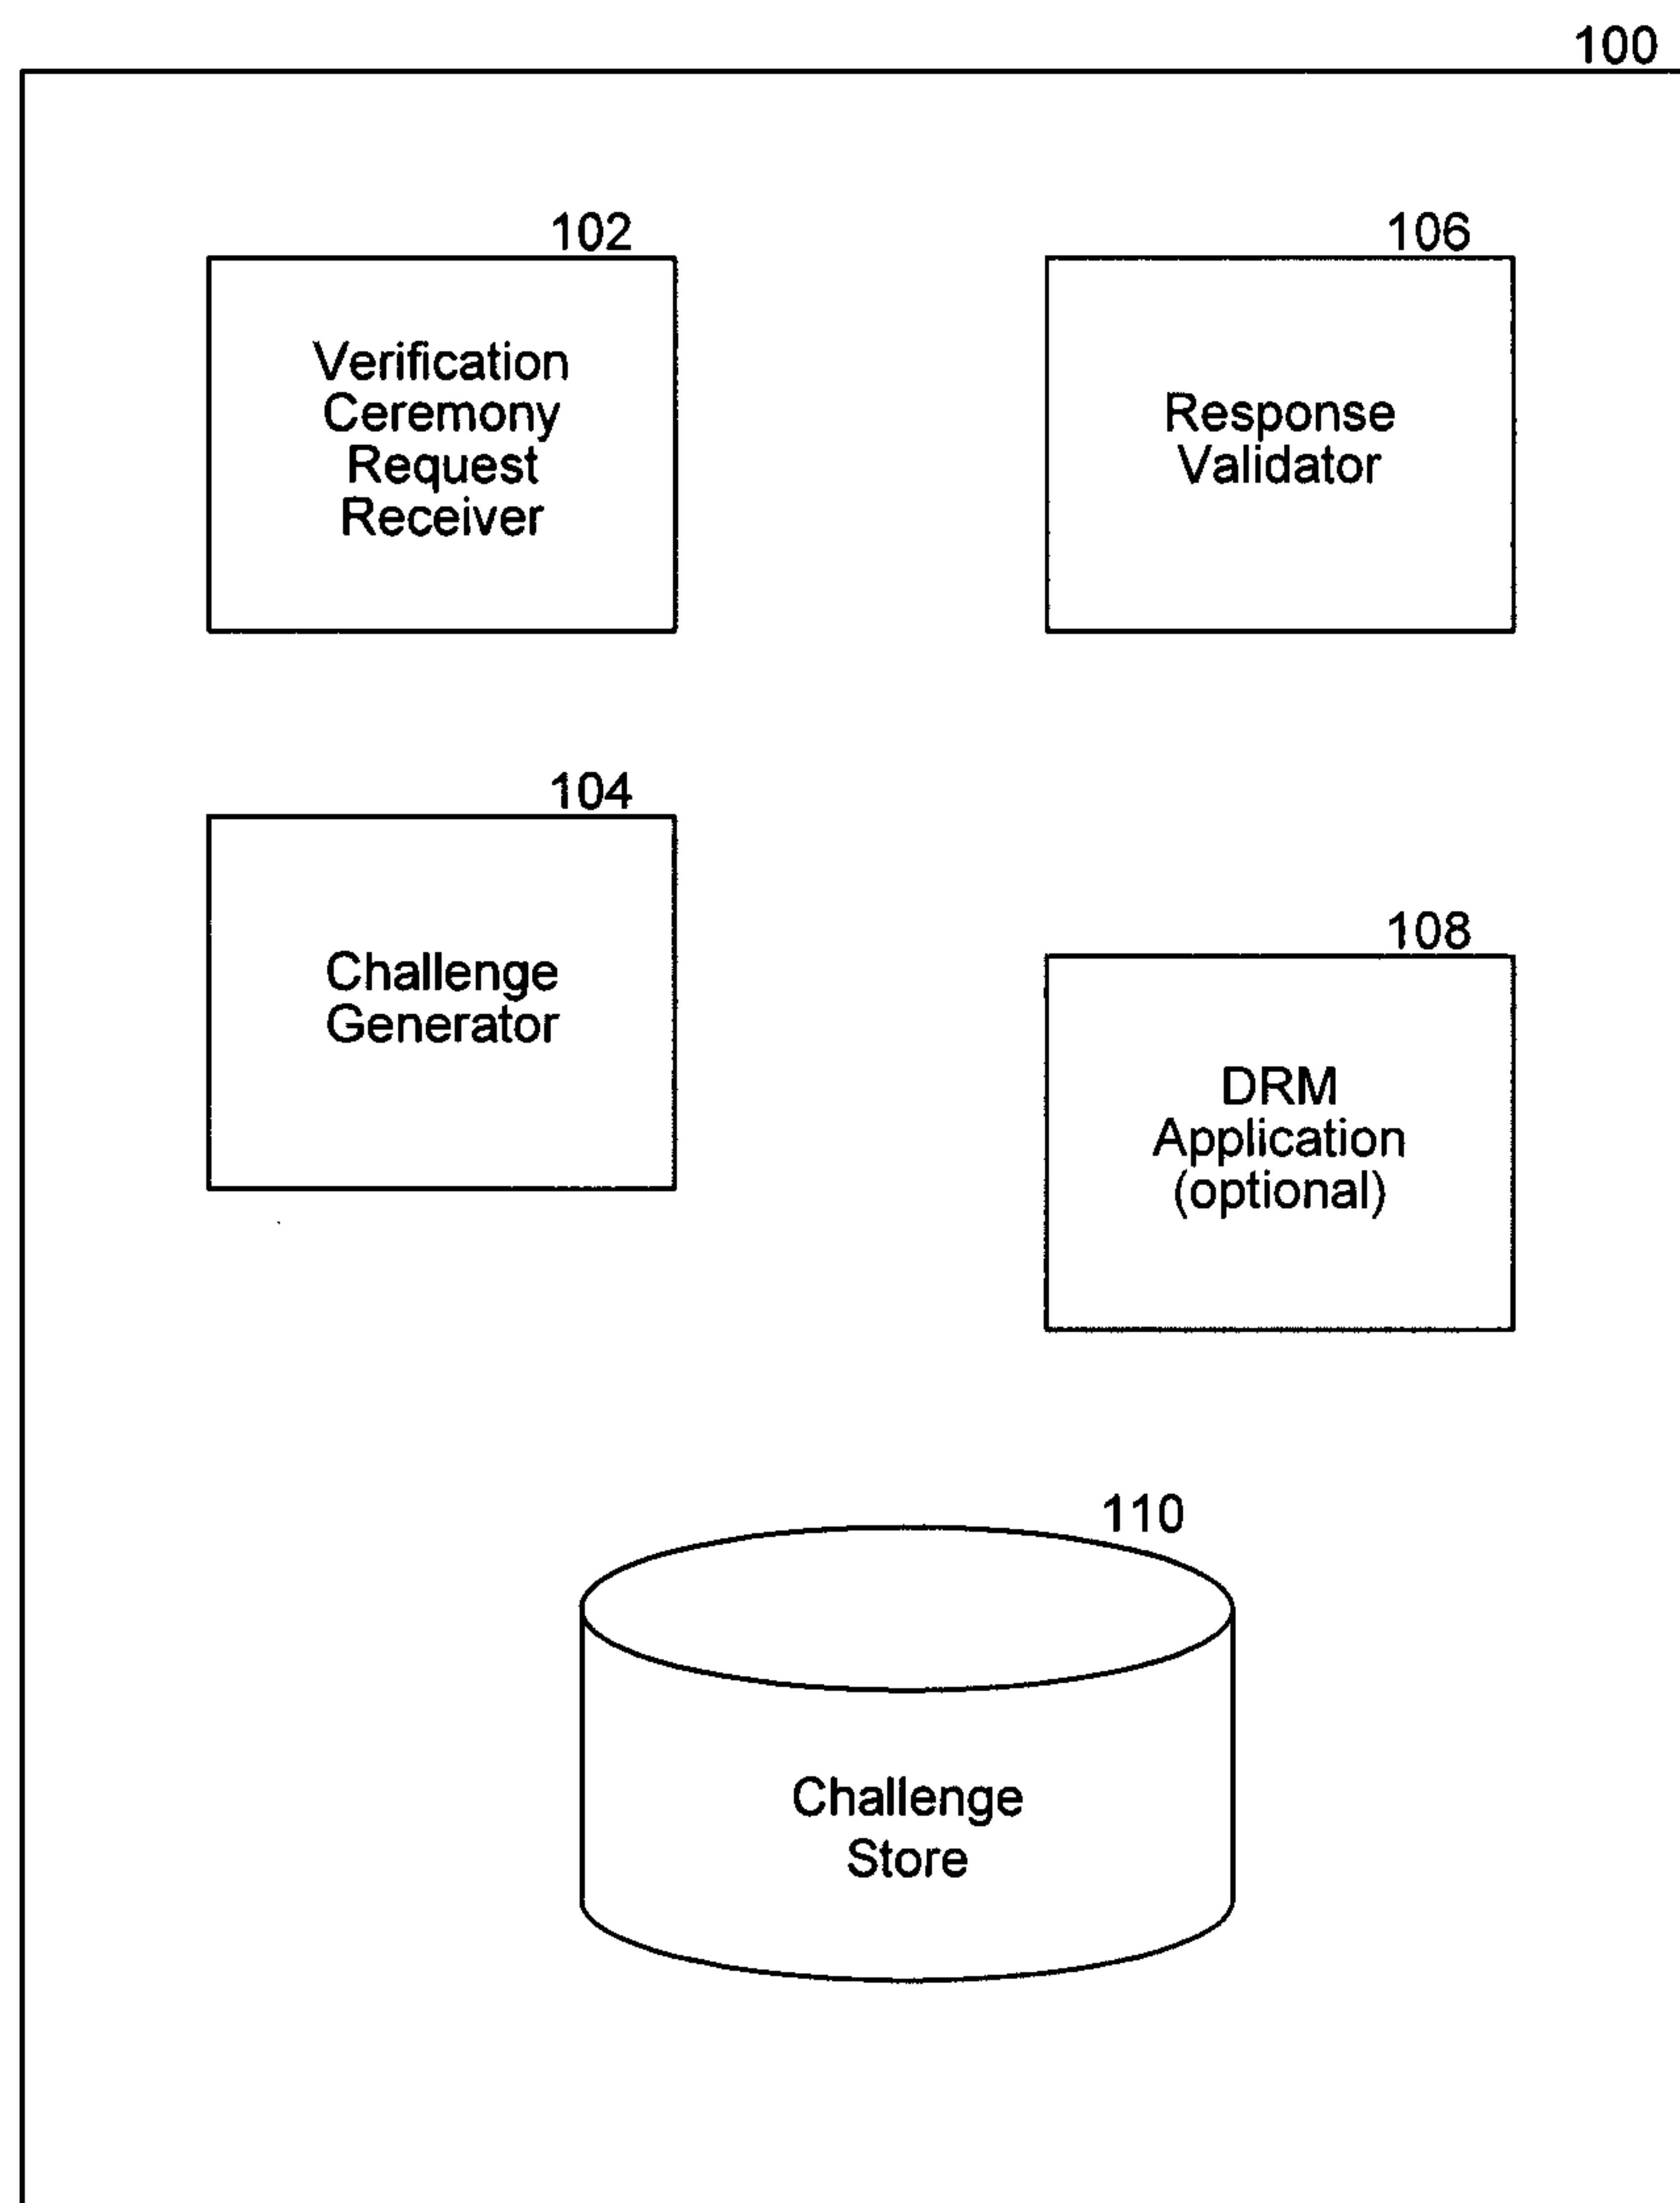 100
102
Verification
Ceremony
Request
Receiver
106
Response
Validator
104
Challenge
Generator
108
DRM
Application
(optional)
110
Challenge
Store